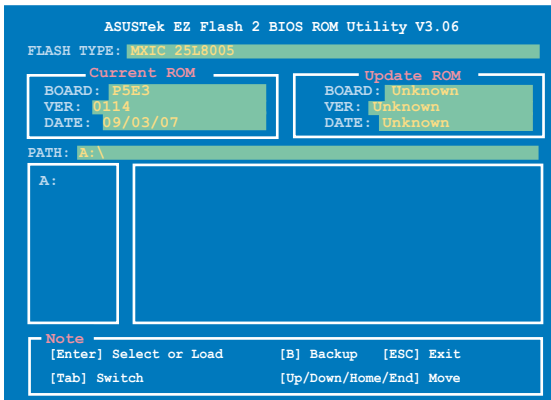 ASUSTek EZ Flash 2 BIOS ROM Utility V3.06
FLASH TYPE: MXIC 25L8005
Current ROM
BOARD: P5E3
VER: 0114
DATE: 09/03/07
Update ROM
BOARD: Unknown
VER: Unknown
DATE: Unknown
PATH: A:\
A:
Note
[Enter] Select or Load [B] Backup [ESC] Exit
[Tab] Switch [Up/Down/Home/End] Move